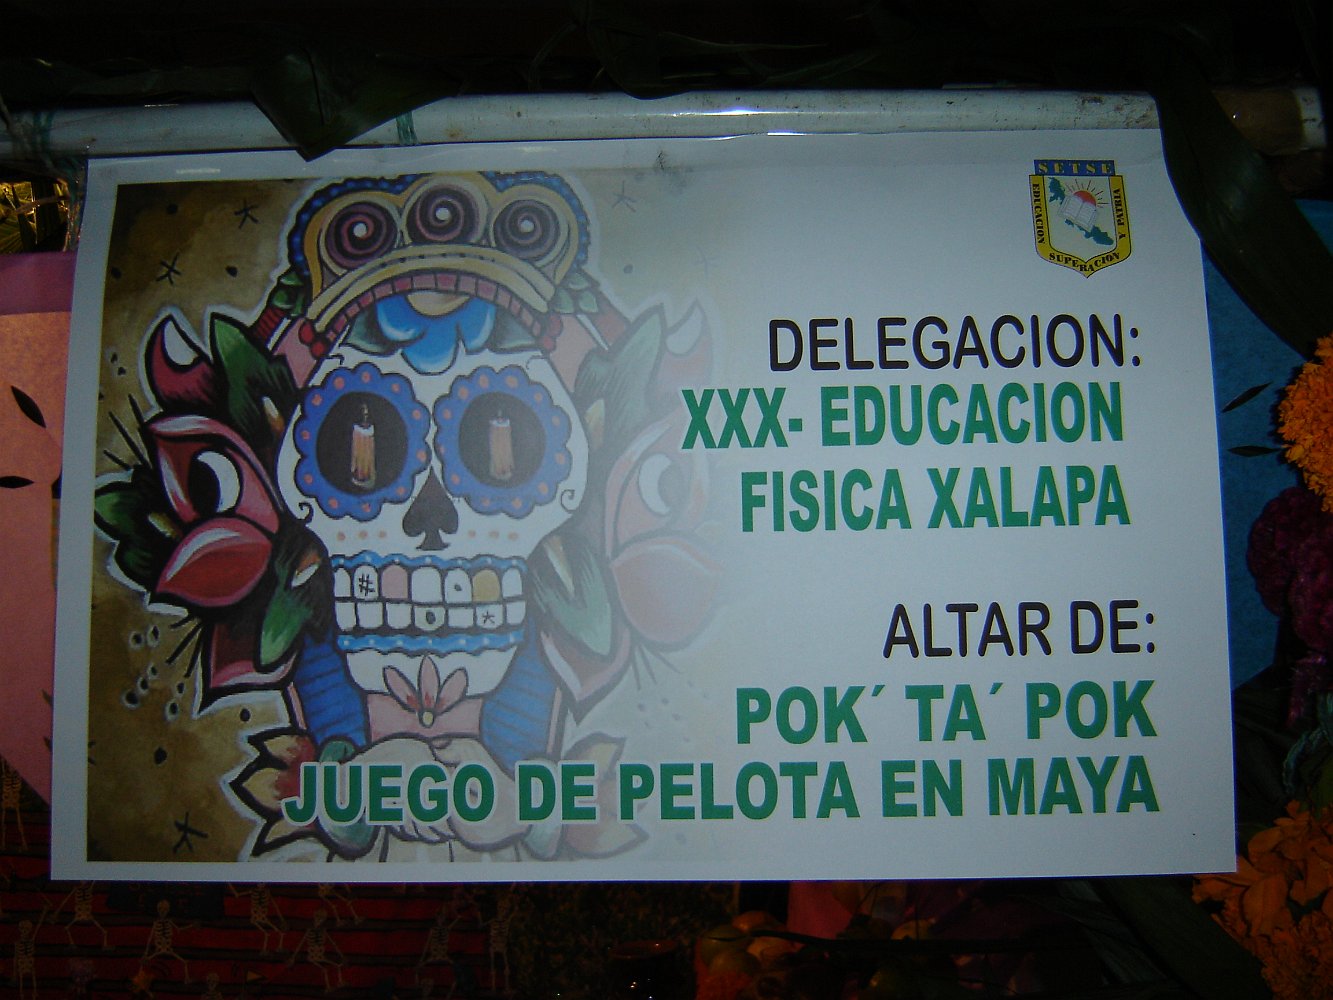 SETSE
EDUCACION
Y PATRIA
SUPERACION
DELEGACION:
XXX- EDUCACION
FISICA XALAPA
ALTAR DE:
POK´ TA´ POK
JUEGO DE PELOTA EN MAYA